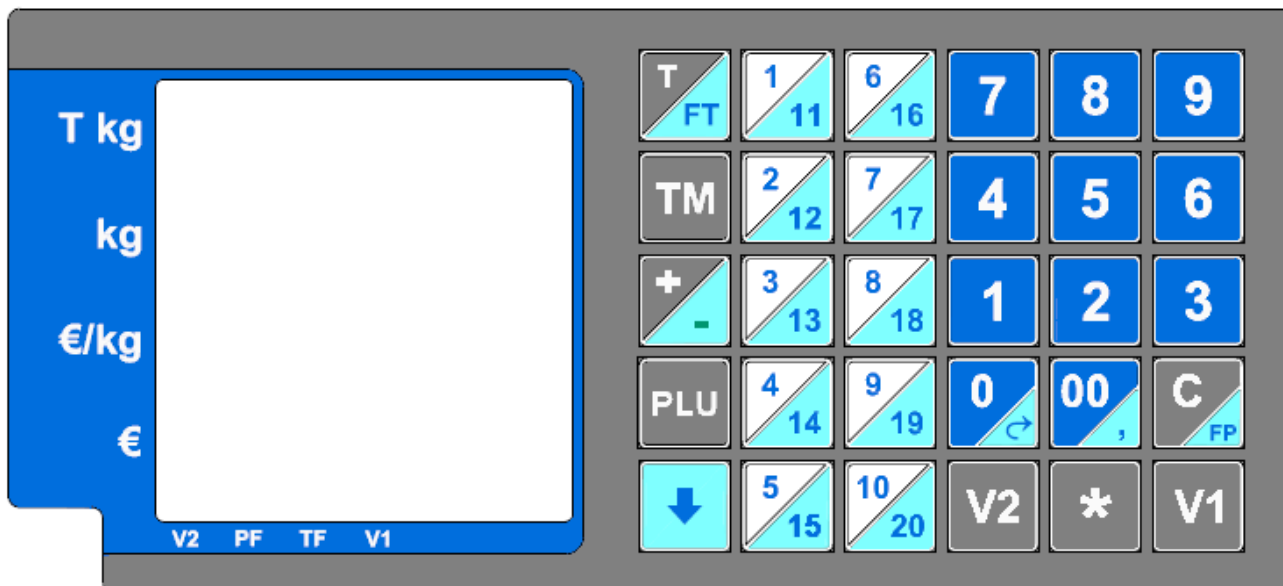 T kg
kg
€/kg
€
V2 PF TF V1
T FT 1 11 6 16 7 8 9
TM 2 12 7 17 4 5 6
+ - 3 13 8 18 1 2 3
PLU 4 14 9 19 0 00 , C FP
5 15 10 20 V2 * V1